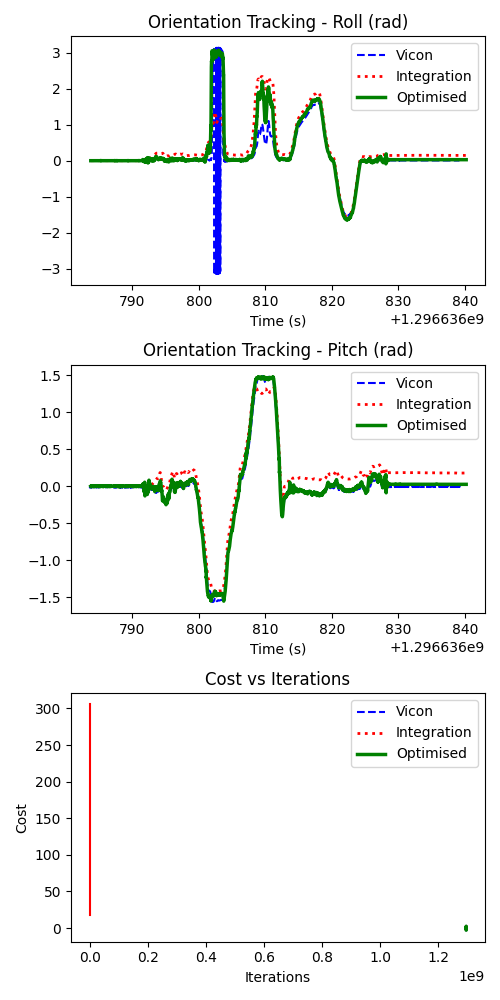 Orientation Tracking - Roll (rad)
3
2
1
0
−1
−2
−3
Vicon
Integration
Optimised
790 800 810 820 830 840
Time (s)
+1.296636e9
Orientation Tracking - Pitch (rad)
1.5
1.0
0.5
0.0
−0.5
−1.0
−1.5
Vicon
Integration
Optimised
790 800 810 820 830 840
Time (s)
+1.296636e9
Cost vs Iterations
Cost
300
250
200
150
100
50
0
Vicon
Integration
Optimised
0.0 0.2 0.4 0.6 0.8 1.0 1.2
Iterations
1e9